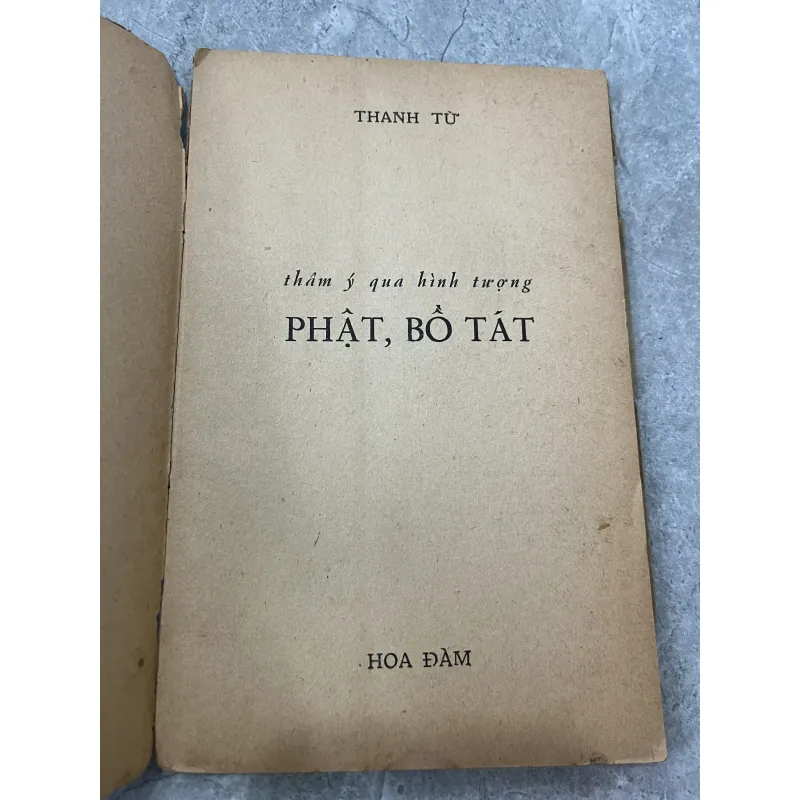 THANH TỪ
thâm ý qua hình tượng
PHẬT, BỒ TÁT
HOA ĐÀM